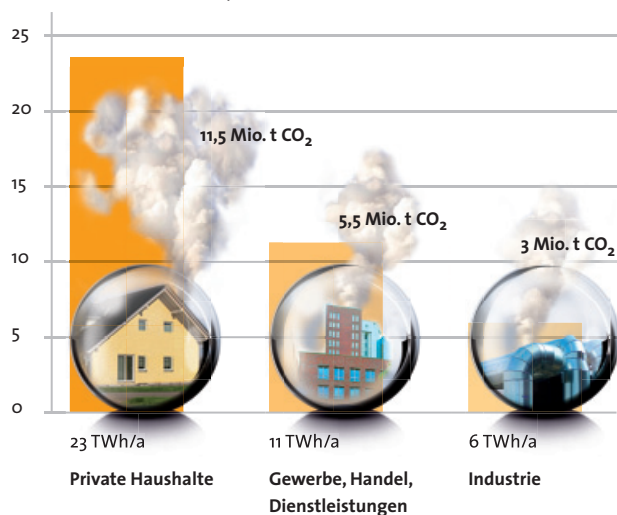 25
20
15
10
5
0
11,5 Mio. t CO₂
5,5 Mio. t CO₂
3 Mio. t CO₂
23 TWh/a
11 TWh/a
6 TWh/a
Private Haushalte
Gewerbe, Handel,
Dienstleistungen
Industrie